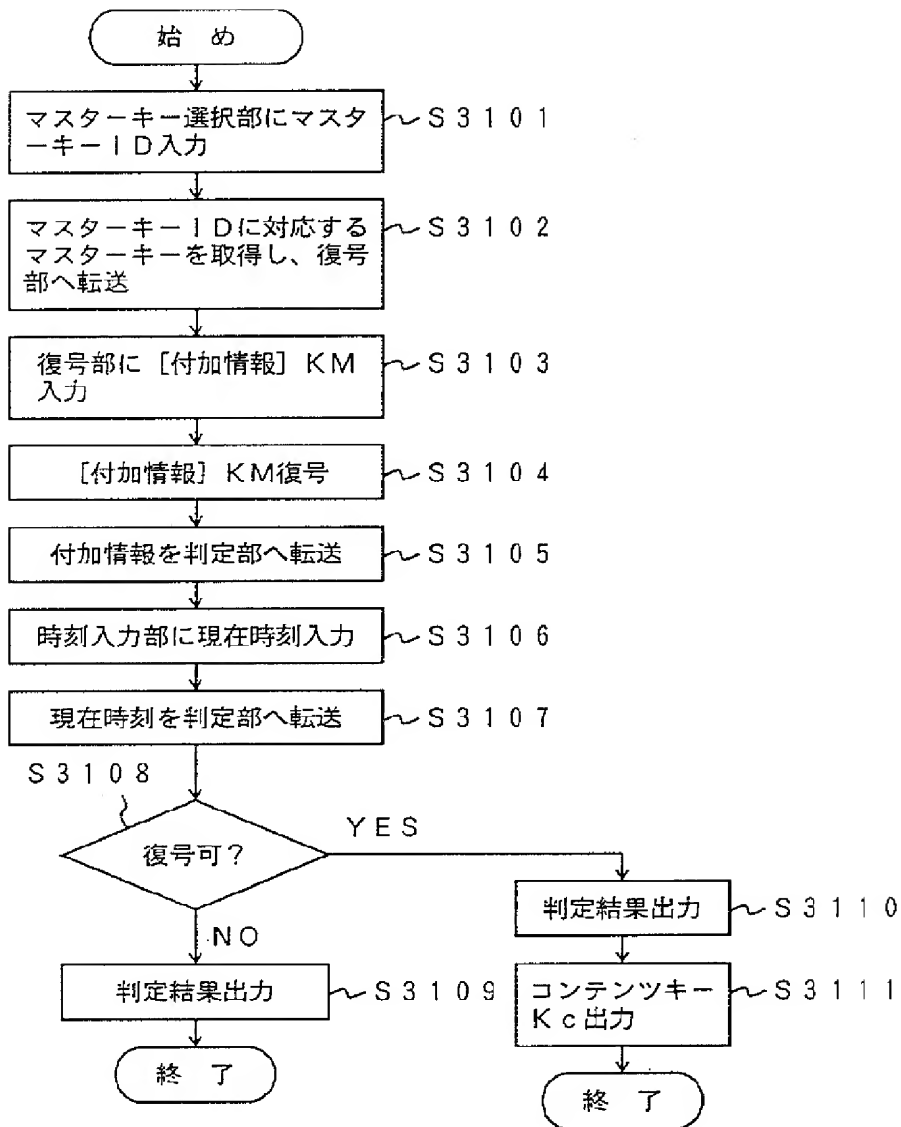 始 め
マスターキー選択部にマスタ
ーキーID入力
S3101
マスターキーIDに対応する
マスターキーを取得し、復号
部へ転送
S3102
復号部に［付加情報］KM
入力
S3103
［付加情報］KM復号
S3104
付加情報を判定部へ転送
S3105
時刻入力部に現在時刻入力
S3106
現在時刻を判定部へ転送
S3107
S3108
復号可？
YES
NO
判定結果出力
S3110
判定結果出力
S3109
コンテンツキー
Kc出力
S3111
終 了
終 了